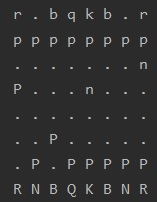 r . b q k b . r
p p p p p p p p
. . . . . . . n
P . . . n . . .
. . . . . . . .
. . P . . . . .
. P . P P P P P
R N B Q K B N R